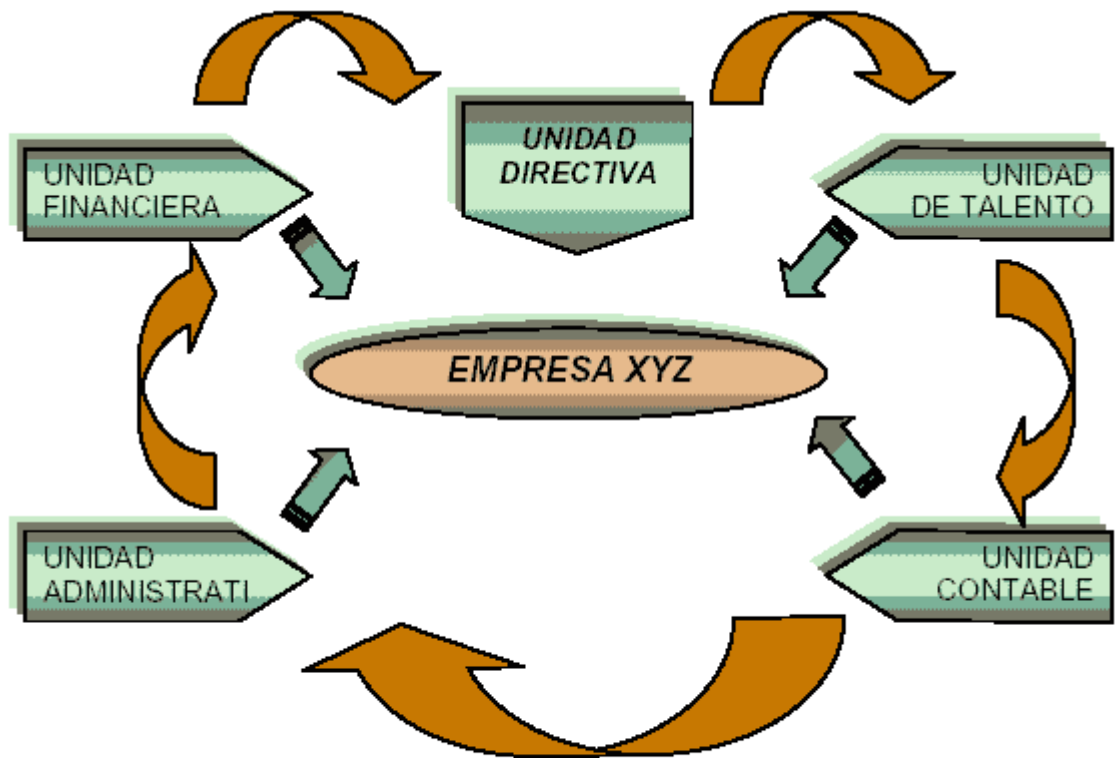 UNIDAD
DIRECTIVA
UNIDAD
FINANCIERA
UNIDAD
DE TALENTO
EMPRESA XYZ
UNIDAD
ADMINISTRATI
UNIDAD
CONTABLE